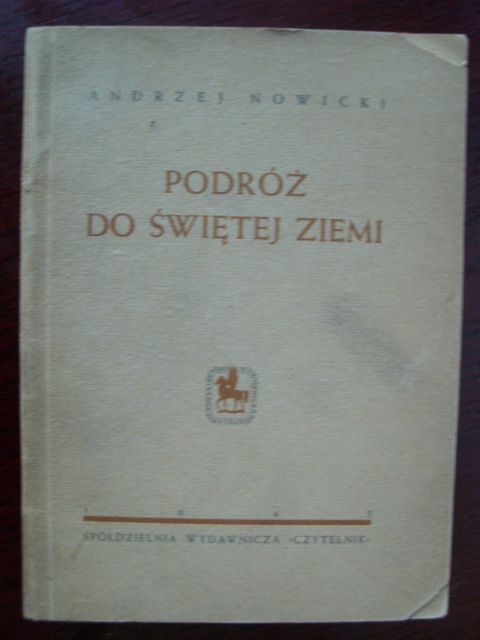 ANDRZEJ NOWICKI
PODRÓŻ
DO ŚWIĘTEJ ZIEMI
1 9 4 5
SPÓŁDZIELNIA WYDAWNICZA »CZYTELNIK«